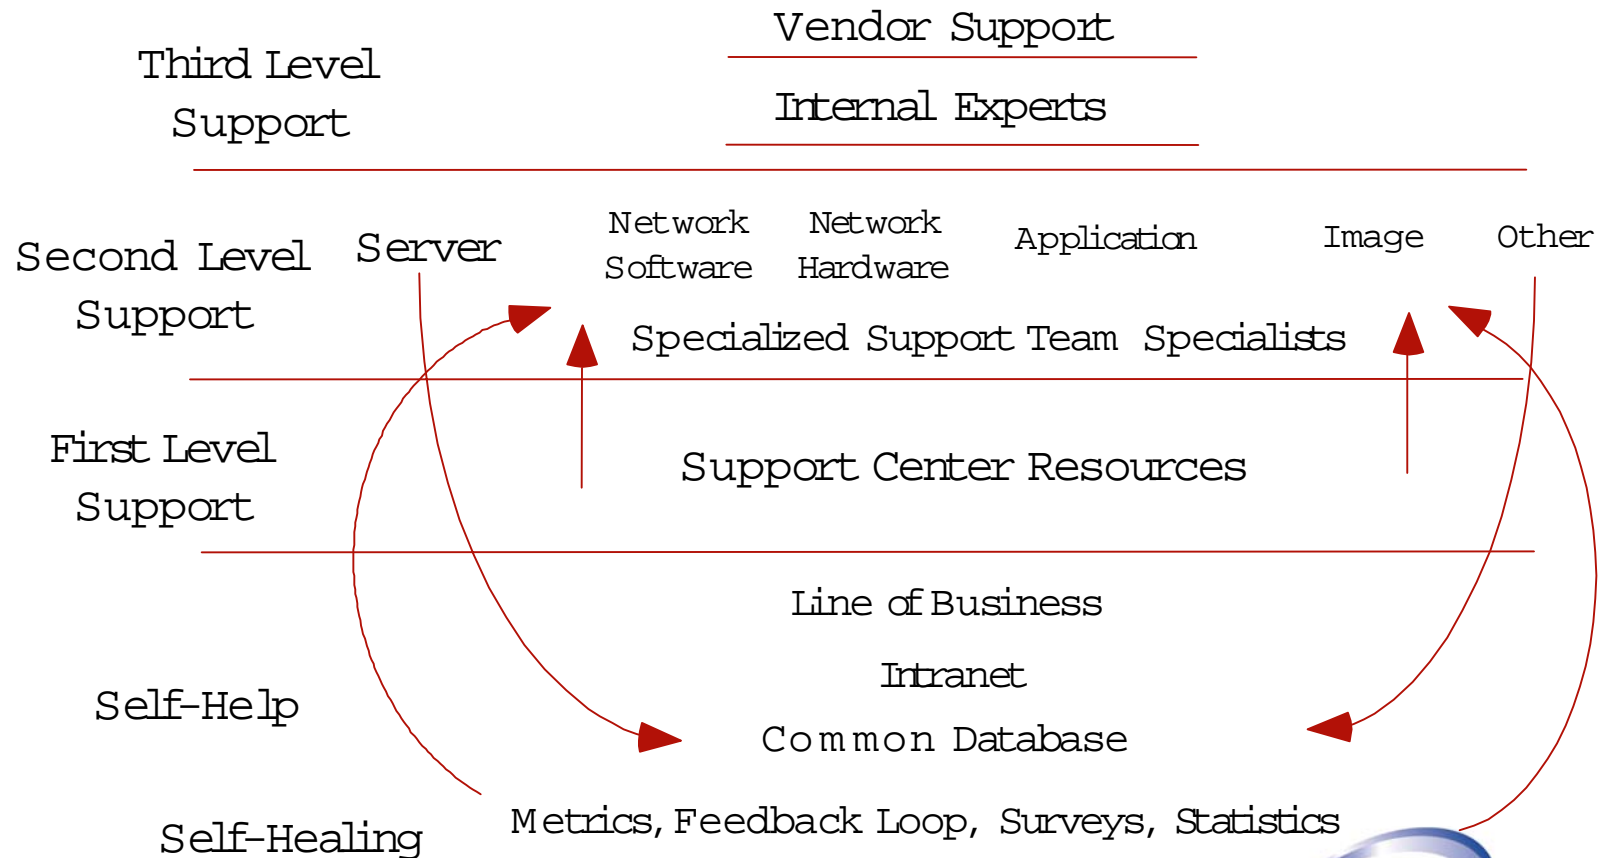 Vendor Support
Third Level
Support
Internal Experts
Second Level
Support
Server
Network
Software
Network
Hardware
Application
Image
Other
Specialized Support Team Specialists
First Level
Support
Support Center Resources
Line of Business
Intranet
Self-Help
Common Database
Metrics, Feedback Loop, Surveys, Statistics
Self-Healing